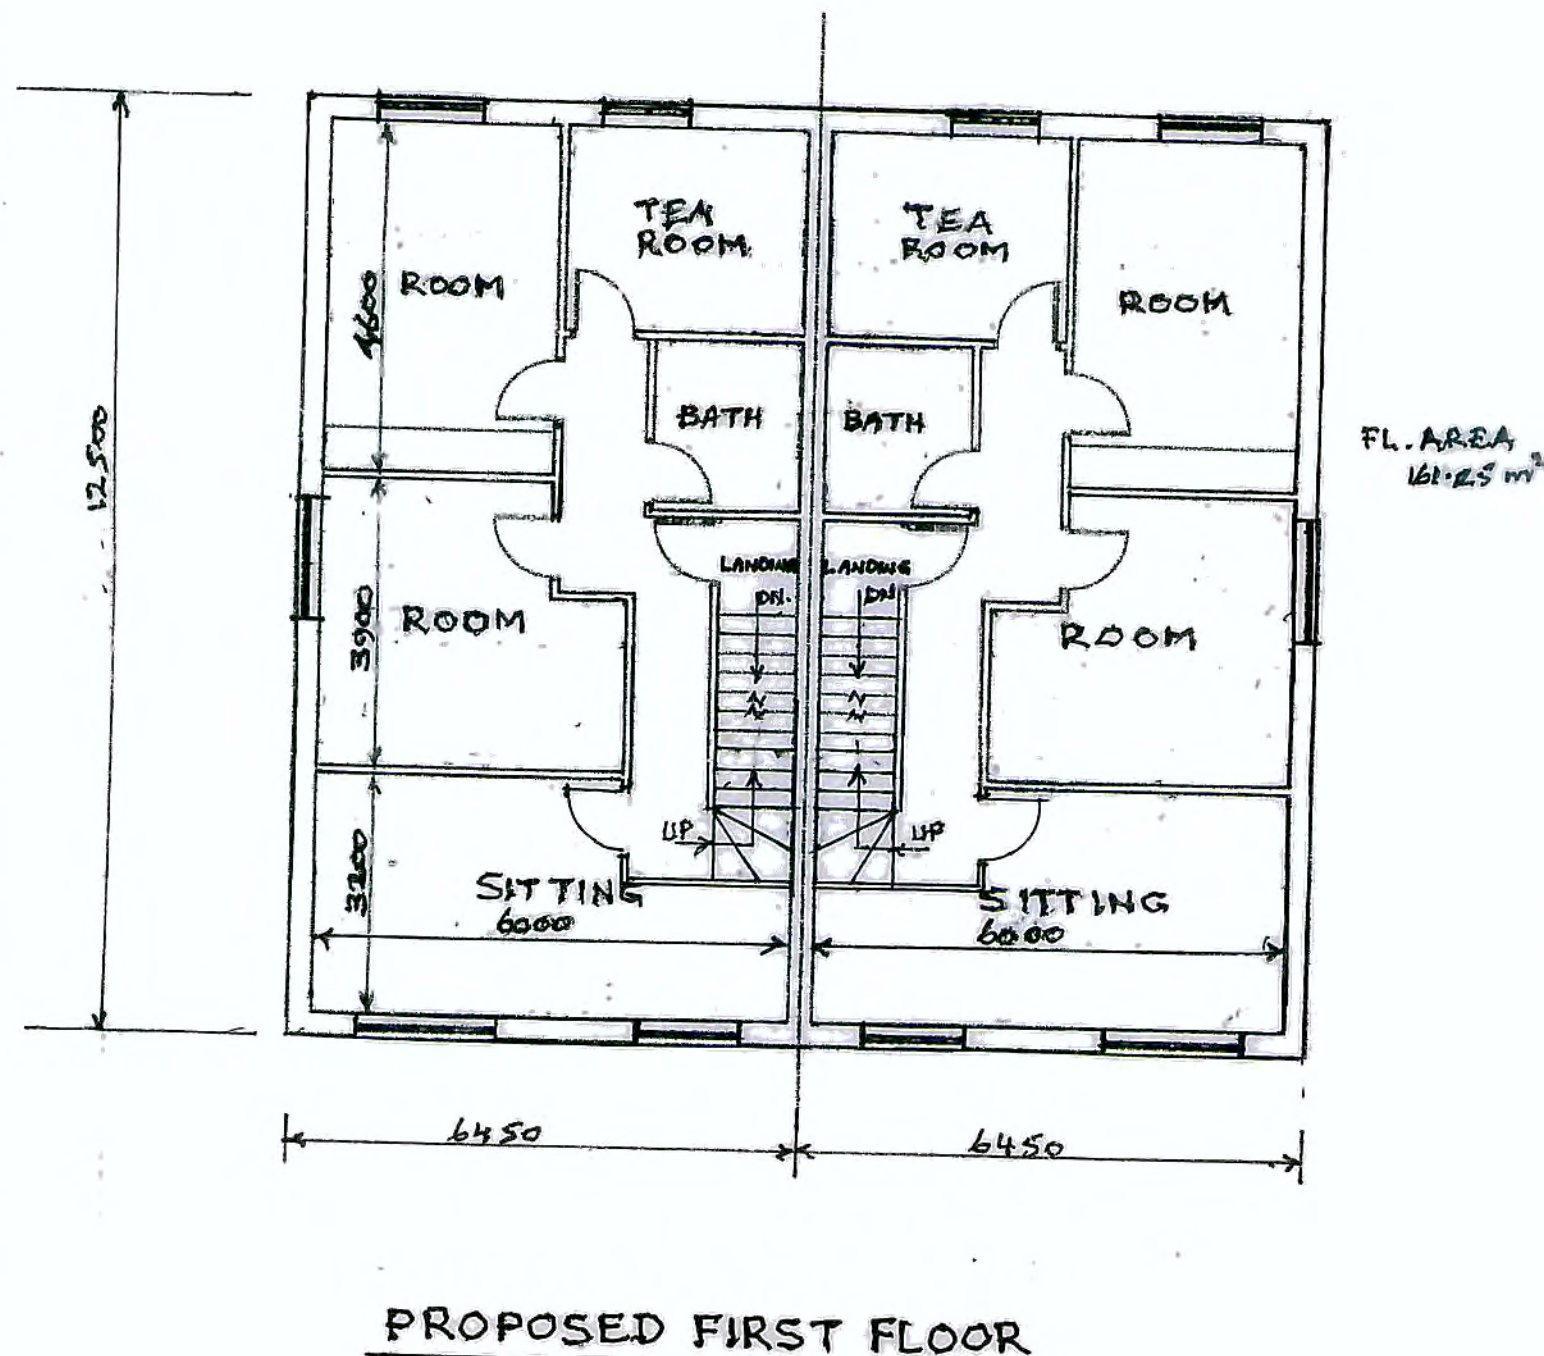 TEA
ROOM
TEA
ROOM
ROOM
ROOM
4600
BATH
BATH
12500
FL. AREA
161.25 m²
LANDING
LANDING
DN.
DN
ROOM
ROOM
3900
UP
UP
3200
SITTING
6000
SITTING
6000
6450
6450
PROPOSED FIRST FLOOR